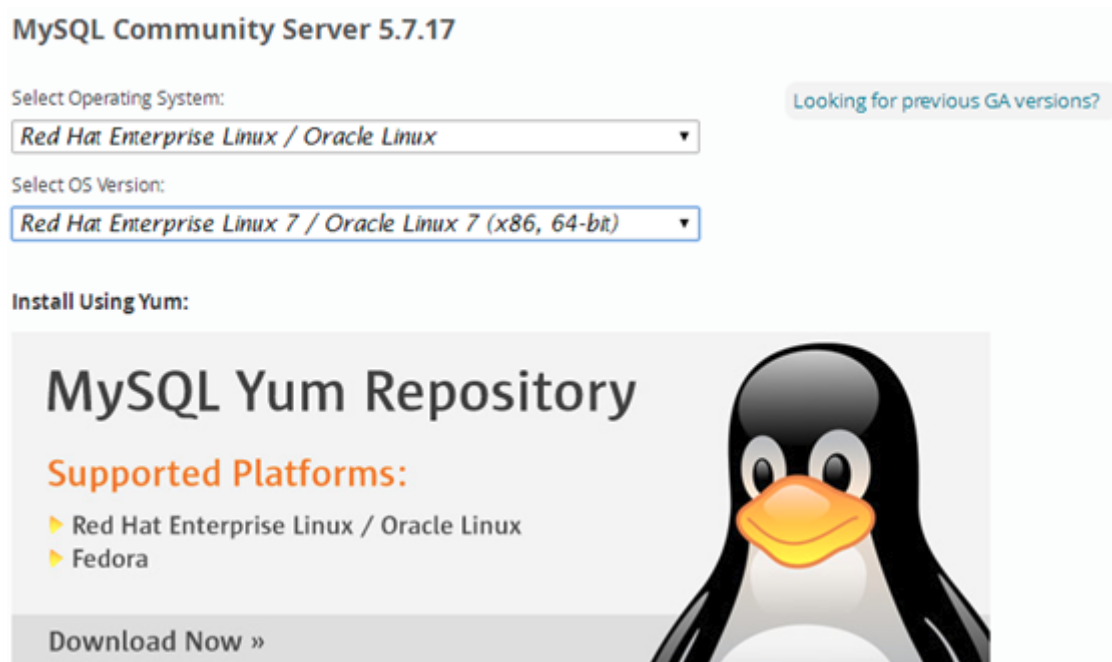 MySQL Community Server 5.7.17
Select Operating System:
Looking for previous GA versions?
Red Hat Enterprise Linux / Oracle Linux
Select OS Version:
Red Hat Enterprise Linux 7 / Oracle Linux 7 (x86, 64-bit)
Install Using Yum:
MySQL Yum Repository
Supported Platforms:
Red Hat Enterprise Linux / Oracle Linux
Fedora
Download Now »